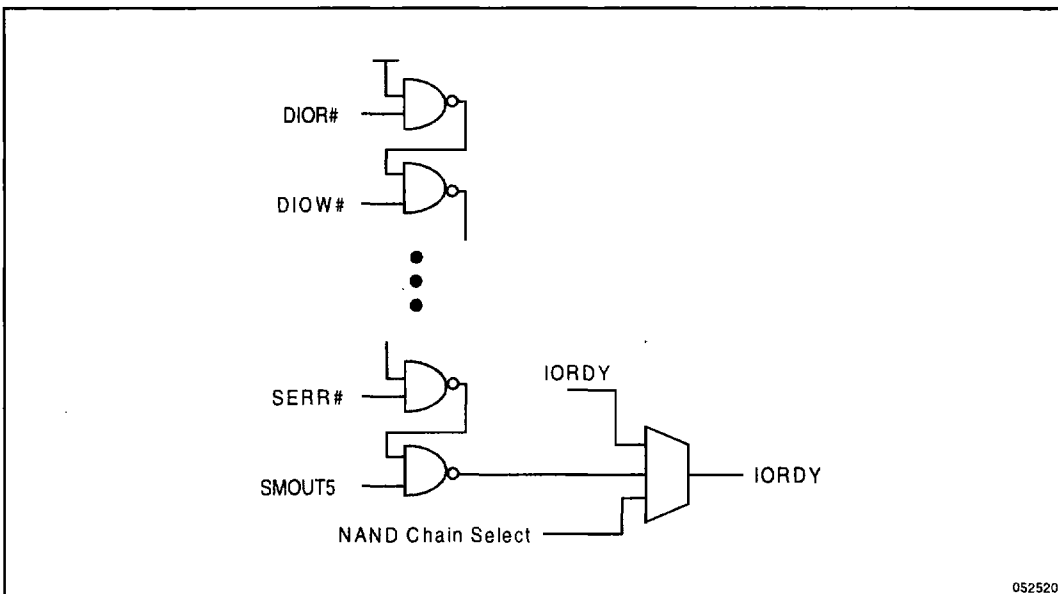 DIOR#
DIOW#
SERR#
IORDY
SMOUT5
IORDY
NAND Chain Select
052520